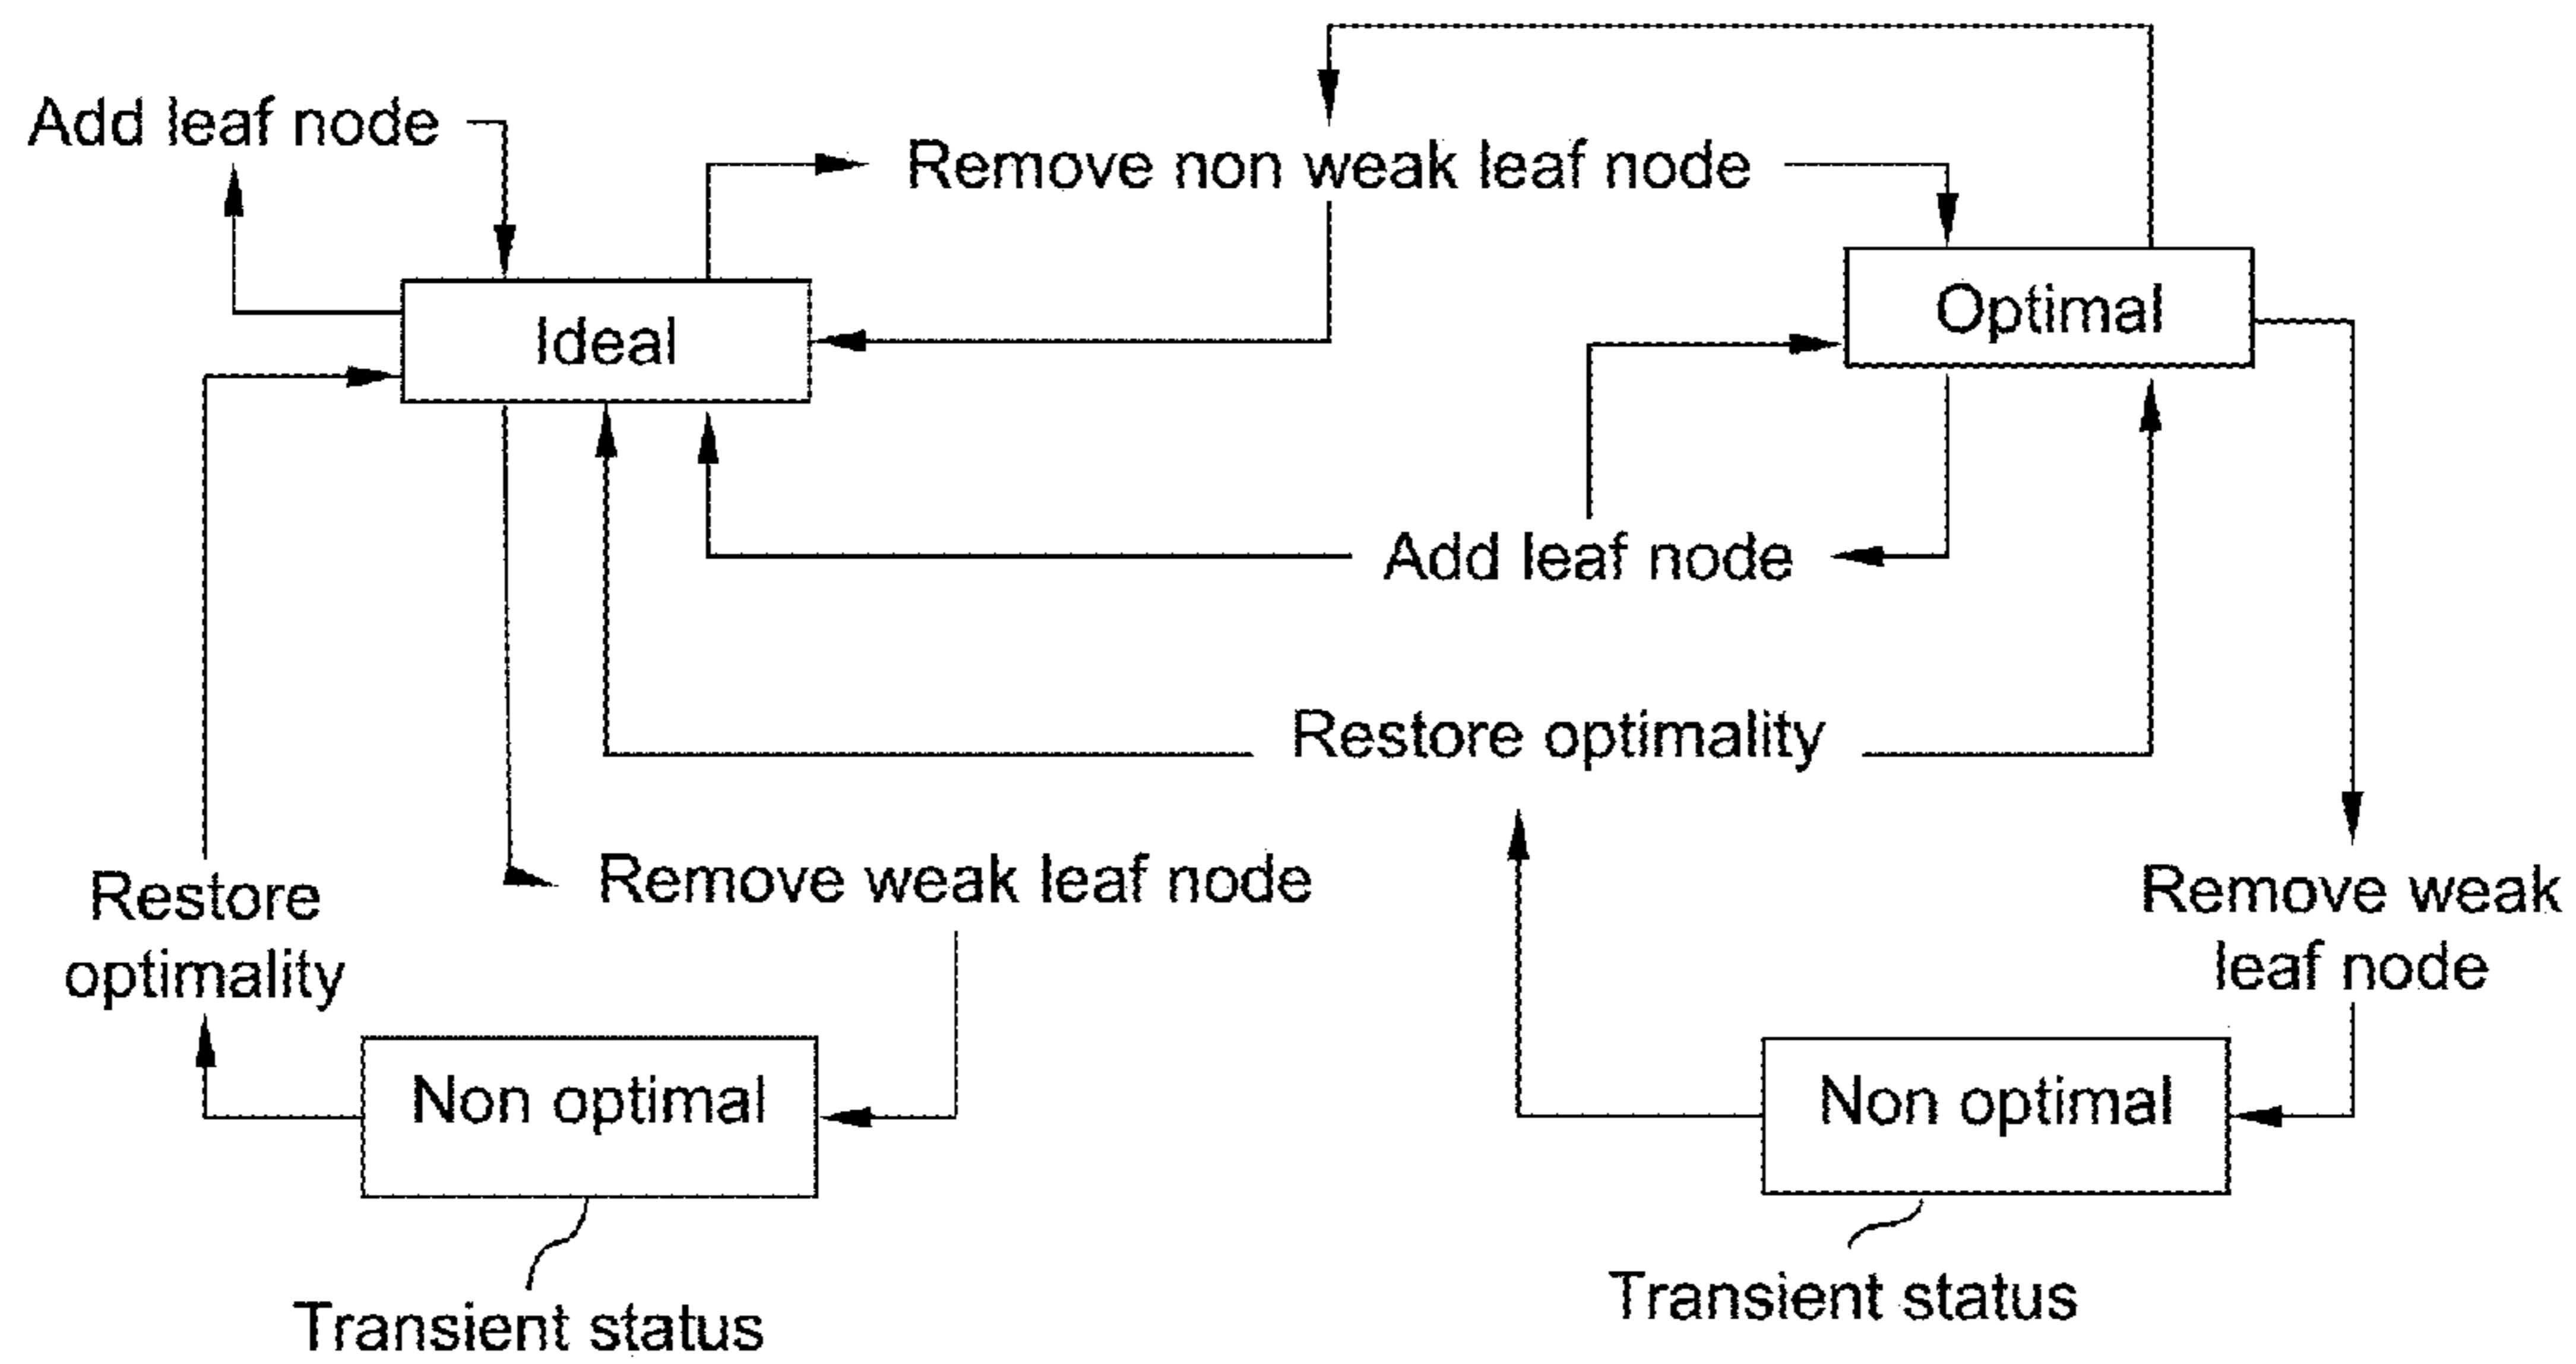 Add leaf node
Remove non weak leaf node
Ideal
Optimal
Add leaf node
Restore optimality
Remove weak leaf node
Restore
optimality
Remove weak
leaf node
Non optimal
Non optimal
Transient status
Transient status